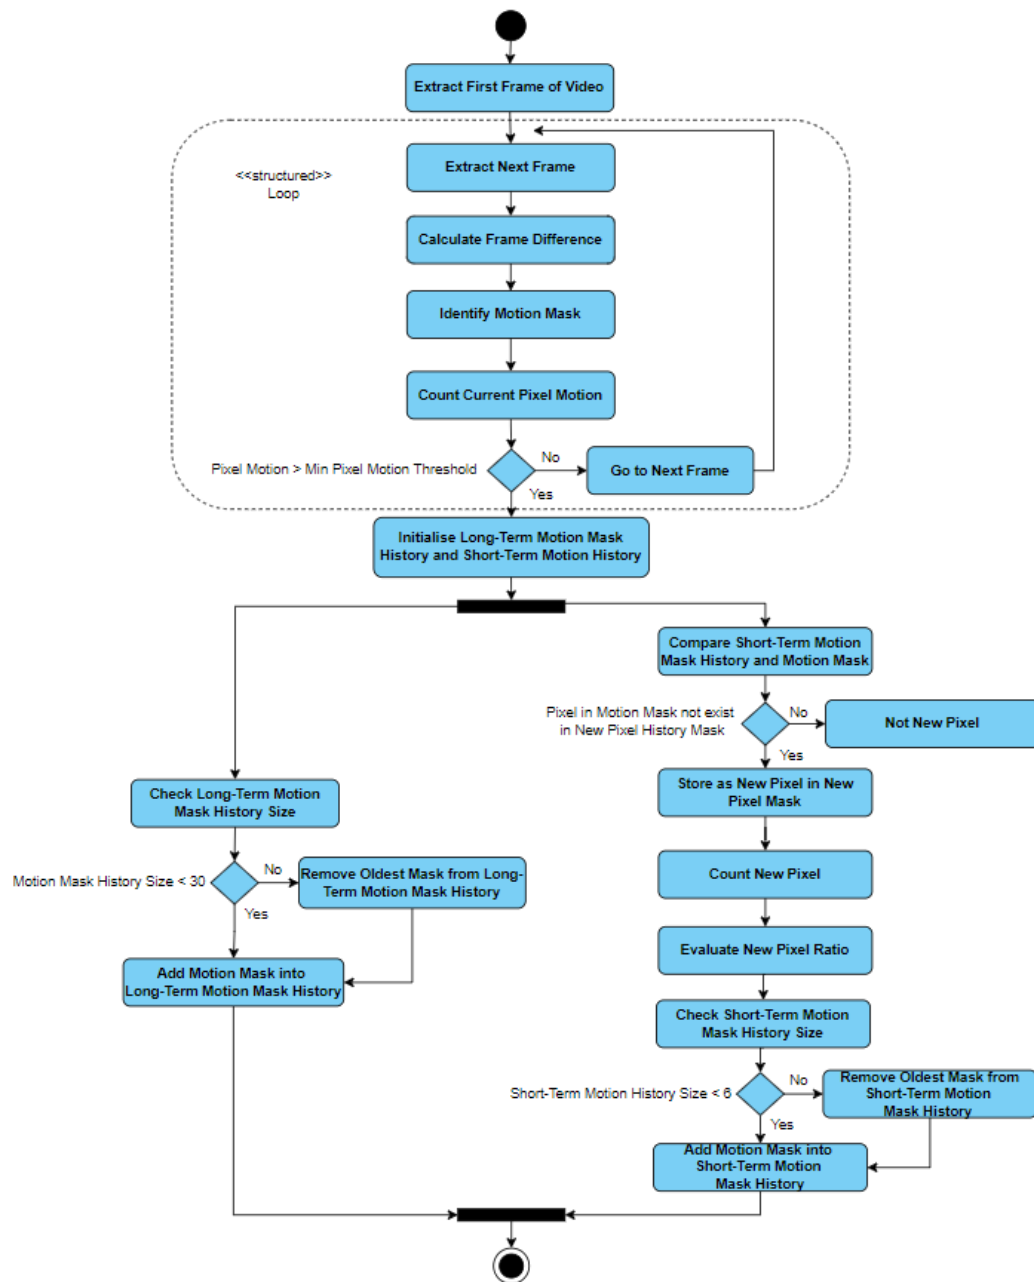 Extract First Frame of Video
<<structured>>
Loop
Extract Next Frame
Calculate Frame Difference
Identify Motion Mask
Count Current Pixel Motion
Pixel Motion > Min Pixel Motion Threshold
No
Go to Next Frame
Yes
Initialise Long-Term Motion Mask
History and Short-Term Motion History
Compare Short-Term Motion
Mask History and Motion Mask
Pixel in Motion Mask not exist
in New Pixel History Mask
No
Not New Pixel
Yes
Store as New Pixel in New
Pixel Mask
Count New Pixel
Evaluate New Pixel Ratio
Check Short-Term Motion
Mask History Size
Short-Term Motion History Size < 6
No
Remove Oldest Mask from
Short-Term Motion
Mask History
Yes
Add Motion Mask into
Short-Term Motion
Mask History
Check Long-Term Motion
Mask History Size
Motion Mask History Size < 30
No
Remove Oldest Mask from Long-
Term Motion Mask History
Yes
Add Motion Mask into
Long-Term Motion Mask History